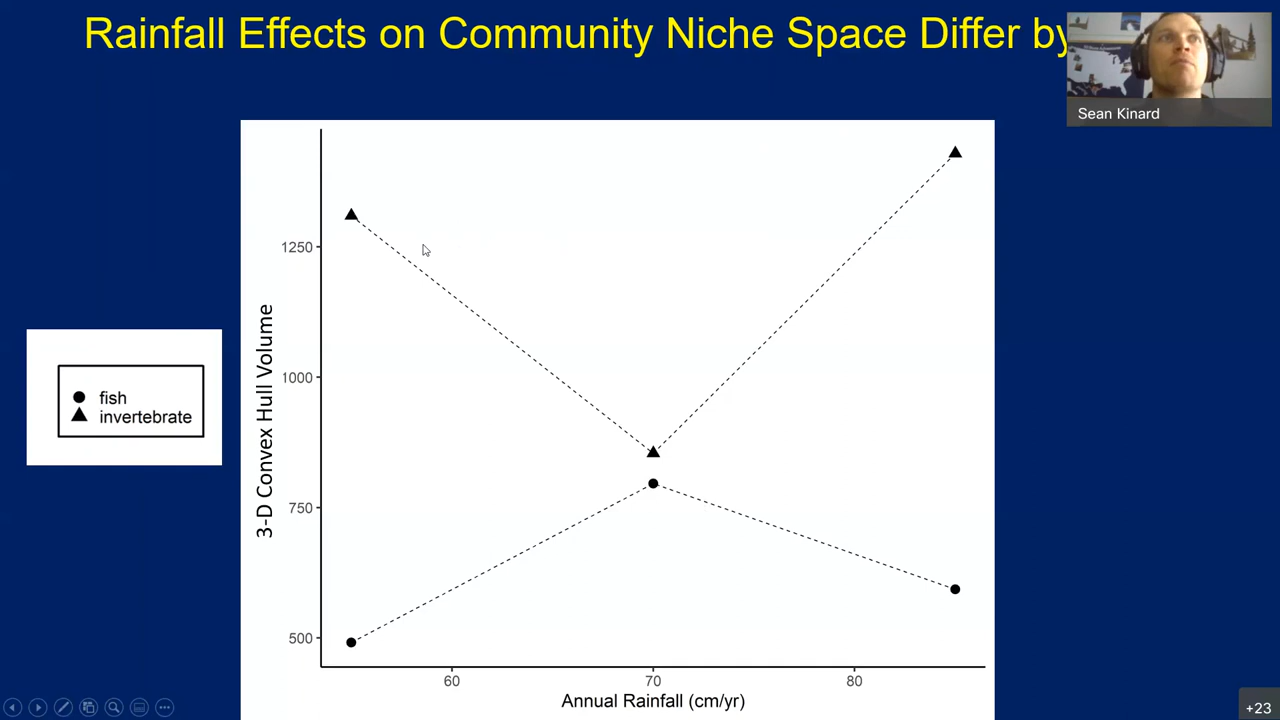 Rainfall Effects on Community Niche Space Differ by
Sean Kinard
1250
1000
750
500
3-D Convex Hull Volume
fish
invertebrate
60
70
80
Annual Rainfall (cm/yr)
+23